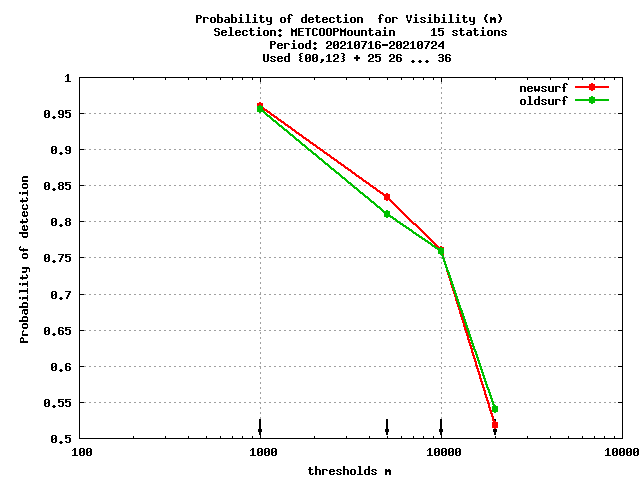 Probability of detection  for Visibility (m)
Selection: METCOOPMountain     15 stations
Period: 20210716-20210724
Used {00,12} + 25 26 ... 36
newsurf
oldsurf
Probability of detection
1
0.95
0.9
0.85
0.8
0.75
0.7
0.65
0.6
0.55
0.5
100
1000
10000
10000
thresholds m